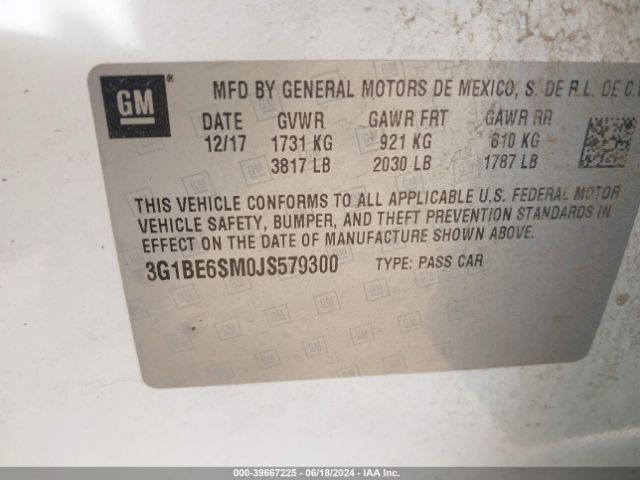 GM ®
MFD BY GENERAL MOTORS DE MEXICO, S. DE R.L. DE C.V
DATE GVWR GAWR FRT GAWR RR
12/17 1731 KG 921 KG 810 KG
3817 LB 2030 LB 1787 LB
THIS VEHICLE CONFORMS TO ALL APPLICABLE U.S. FEDERAL MOTOR
VEHICLE SAFETY, BUMPER, AND THEFT PREVENTION STANDARDS IN
EFFECT ON THE DATE OF MANUFACTURE SHOWN ABOVE.
3G1BE6SM0JS579300 TYPE: PASS CAR
000-39667225 - 06/18/2024 - IAA Inc.